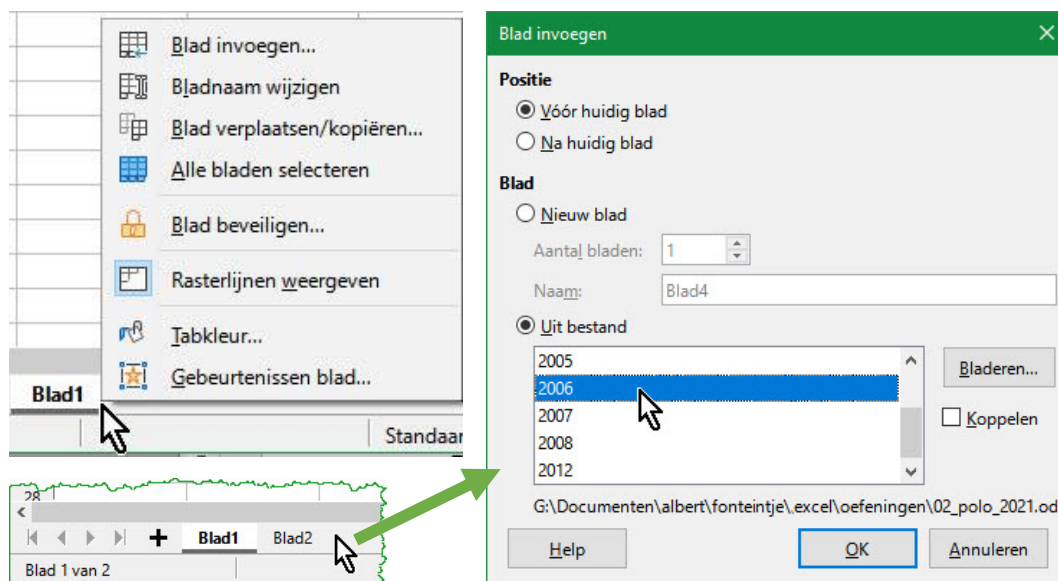 Blad invoegen...
Bladnaam wijzigen
Blad verplaatsen/kopiëren...
Alle bladen selecteren
Blad beveiligen...
Rasterlijnen weergeven
Tabkleur...
Gebeurtenissen blad...
Blad1
Standaar
28
Blad1 Blad2
Blad 1 van 2
Blad invoegen
Positie
Vóór huidig blad
Na huidig blad
Blad
Nieuw blad
Aantal bladen: 1
Naam: Blad4
Uit bestand
2005
2006
2007
2008
2012
Bladeren...
Koppelen
G:\Documenten\albert\fonteintje\.excel\oefeningen\02_polo_2021.od
Help OK Annuleren